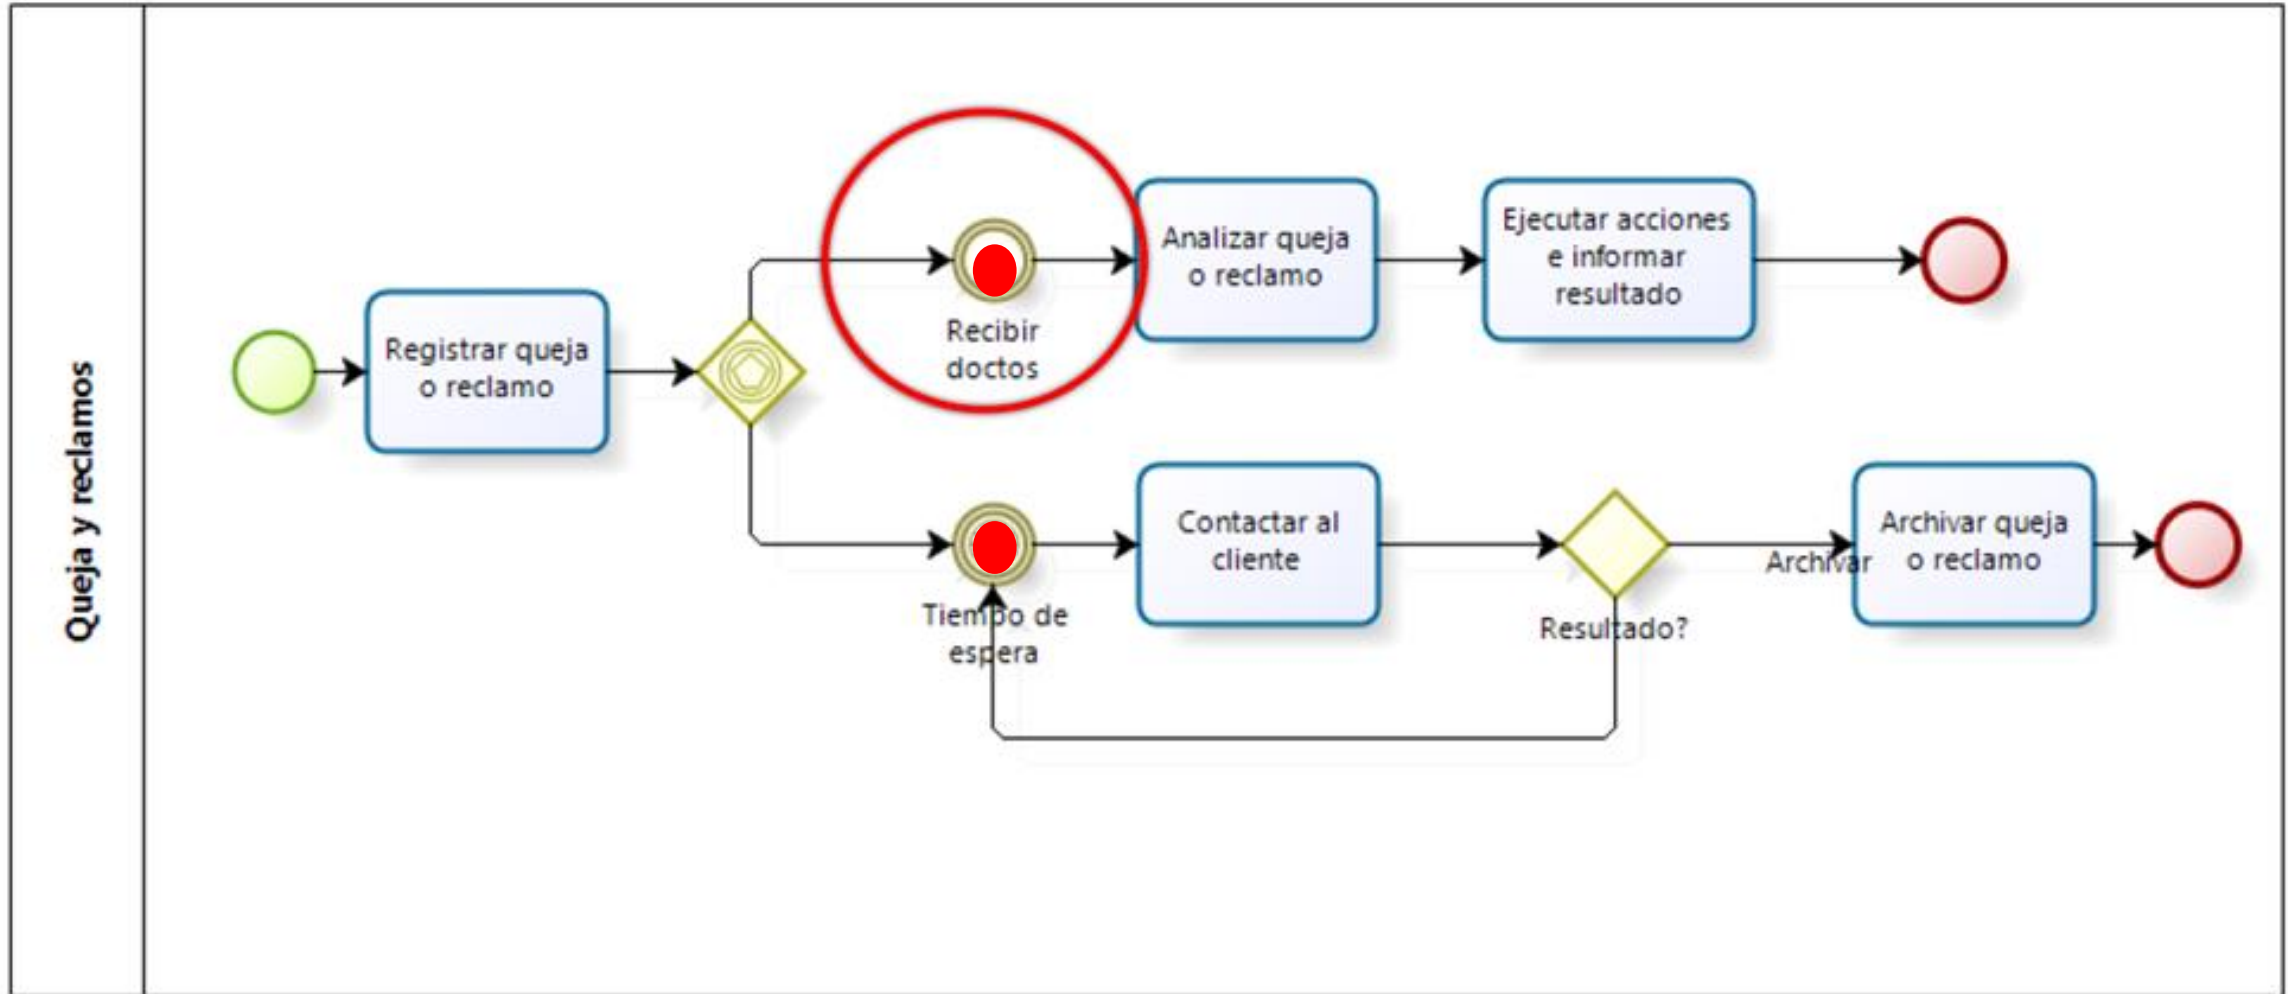 Queja y reclamos
Registrar queja
o reclamo
Recibir
doctos
Analizar queja
o reclamo
Ejecutar acciones
e informar
resultado
Tiempo de
espera
Contactar al
cliente
Resultado?
Archivar
Archivar queja
o reclamo